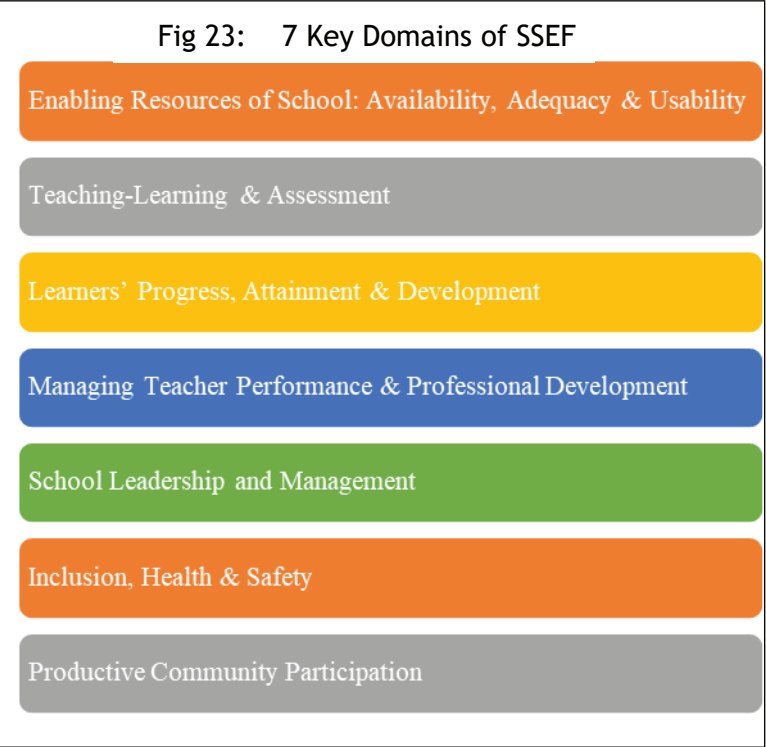 Fig 23: 7 Key Domains of SSEF
Enabling Resources of School: Availability, Adequacy & Usability
Teaching-Learning & Assessment
Learners’ Progress, Attainment & Development
Managing Teacher Performance & Professional Development
School Leadership and Management
Inclusion, Health & Safety
Productive Community Participation